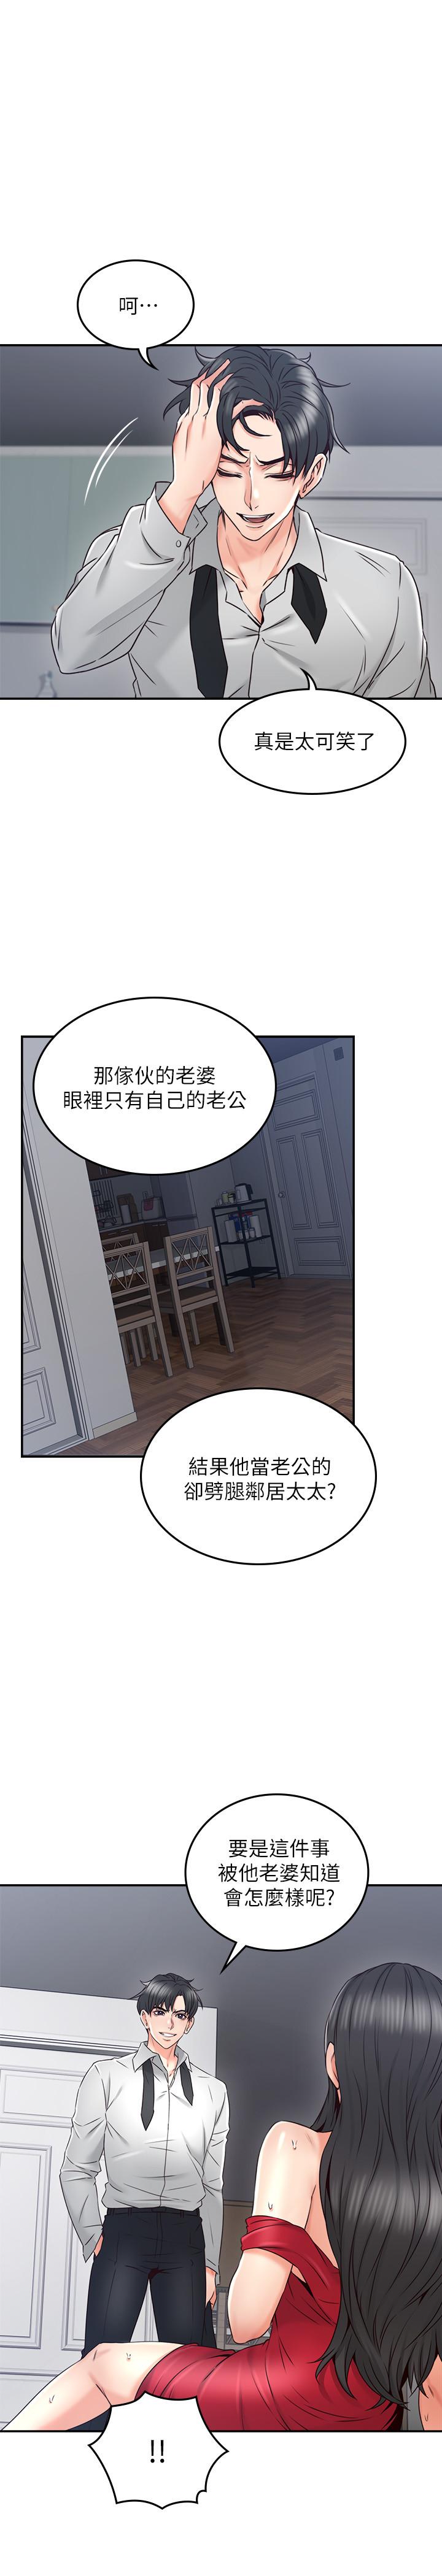 呵…
真是太可笑了
那傢伙的老婆
眼裡只有自己的老公
結果他當老公的
卻劈腿鄰居太太?
要是這件事
被他老婆知道
會怎麼樣呢?
!!